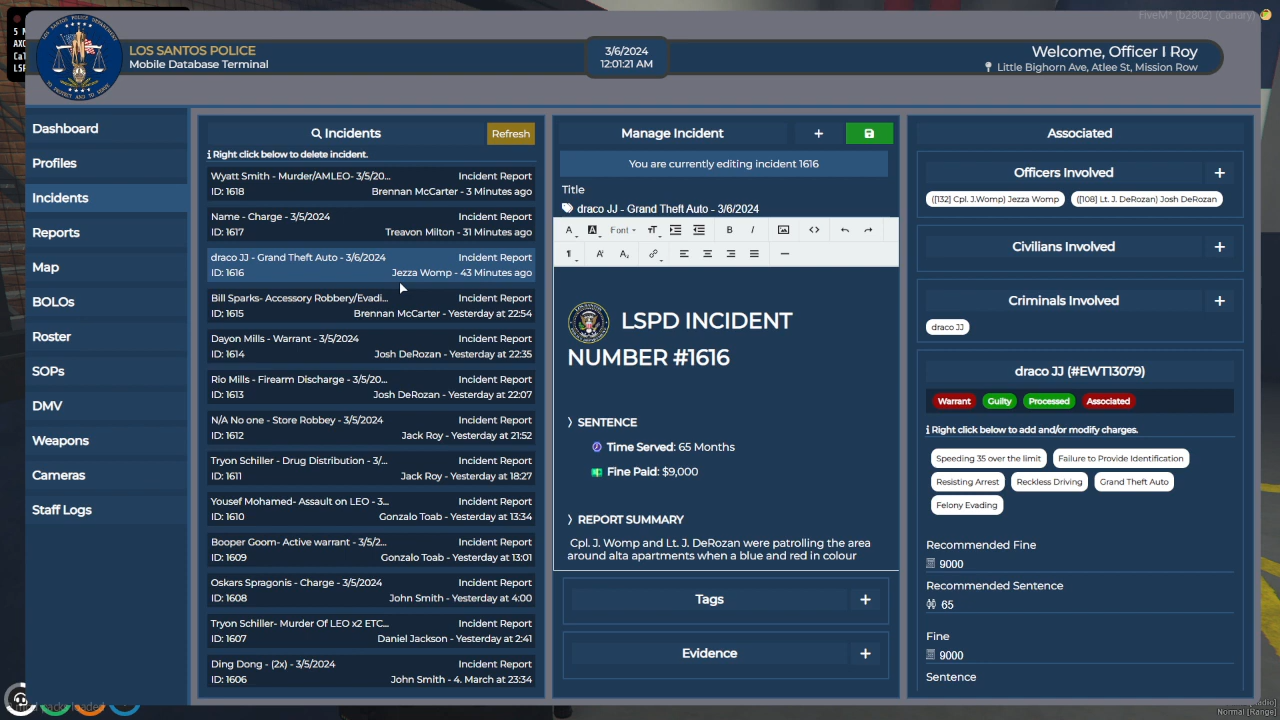 FiveM* (b2802) (Canary)
LOS SANTOS POLICE
Mobile Database Terminal
3/6/2024
12:01:21 AM
Welcome, Officer I Roy
Little Bighorn Ave, Atlee St, Mission Row
Dashboard
Profiles
Incidents
Reports
Map
BOLOs
Roster
SOPs
DMV
Weapons
Cameras
Staff Logs
Incidents
Refresh
Right click below to delete incident.
Wyatt Smith - Murder/AMLEO- 3/5/20... Incident Report
ID: 1618 Brennan McCarter - 3 Minutes ago
Name - Charge - 3/5/2024 Incident Report
ID: 1617 Treavon Milton - 31 Minutes ago
draco JJ - Grand Theft Auto - 3/6/2024 Incident Report
ID: 1616 Jezza Womp - 43 Minutes ago
Bill Sparks- Accessory Robbery/Evadi... Incident Report
ID: 1615 Brennan McCarter - Yesterday at 22:54
Dayon Mills - Warrant - 3/5/2024 Incident Report
ID: 1614 Josh DeRozan - Yesterday at 22:35
Rio Mills - Firearm Discharge - 3/5/20... Incident Report
ID: 1613 Josh DeRozan - Yesterday at 22:07
N/A No one - Store Robbey - 3/5/2024 Incident Report
ID: 1612 Jack Roy - Yesterday at 21:52
Tryon Schiller - Drug Distribution - 3/... Incident Report
ID: 1611 Jack Roy - Yesterday at 18:27
Yousef Mohamed- Assault on LEO - 3... Incident Report
ID: 1610 Gonzalo Toab - Yesterday at 13:34
Booper Goom- Active warrant - 3/5/2... Incident Report
ID: 1609 Gonzalo Toab - Yesterday at 13:01
Oskars Spragonis - Charge - 3/5/2024 Incident Report
ID: 1608 John Smith - Yesterday at 4:00
Tryon Schiller- Murder Of LEO x2 ETC... Incident Report
ID: 1607 Daniel Jackson - Yesterday at 2:41
Ding Dong - (2x) - 3/5/2024 Incident Report
ID: 1606 John Smith - 4. March at 23:34
Manage Incident
You are currently editing incident 1616
Title
draco JJ - Grand Theft Auto - 3/6/2024
Font
LSPD INCIDENT
NUMBER #1616
SENTENCE
Time Served: 65 Months
Fine Paid: $9,000
REPORT SUMMARY
Cpl. J. Womp and Lt. J. DeRozan were patrolling the area
around alta apartments when a blue and red in colour
Tags
Evidence
Associated
Officers Involved
([132] Cpl. J.Womp) Jezza Womp ([108] Lt. J. DeRozan) Josh DeRozan
Civilians Involved
Criminals Involved
draco JJ
draco JJ (#EWT13079)
Warrant Guilty Processed Associated
Right click below to add and/or modify charges.
Speeding 35 over the limit Failure to Provide Identification
Resisting Arrest Reckless Driving Grand Theft Auto
Felony Evading
Recommended Fine
9000
Recommended Sentence
65
Fine
9000
Sentence
Normal [Range]